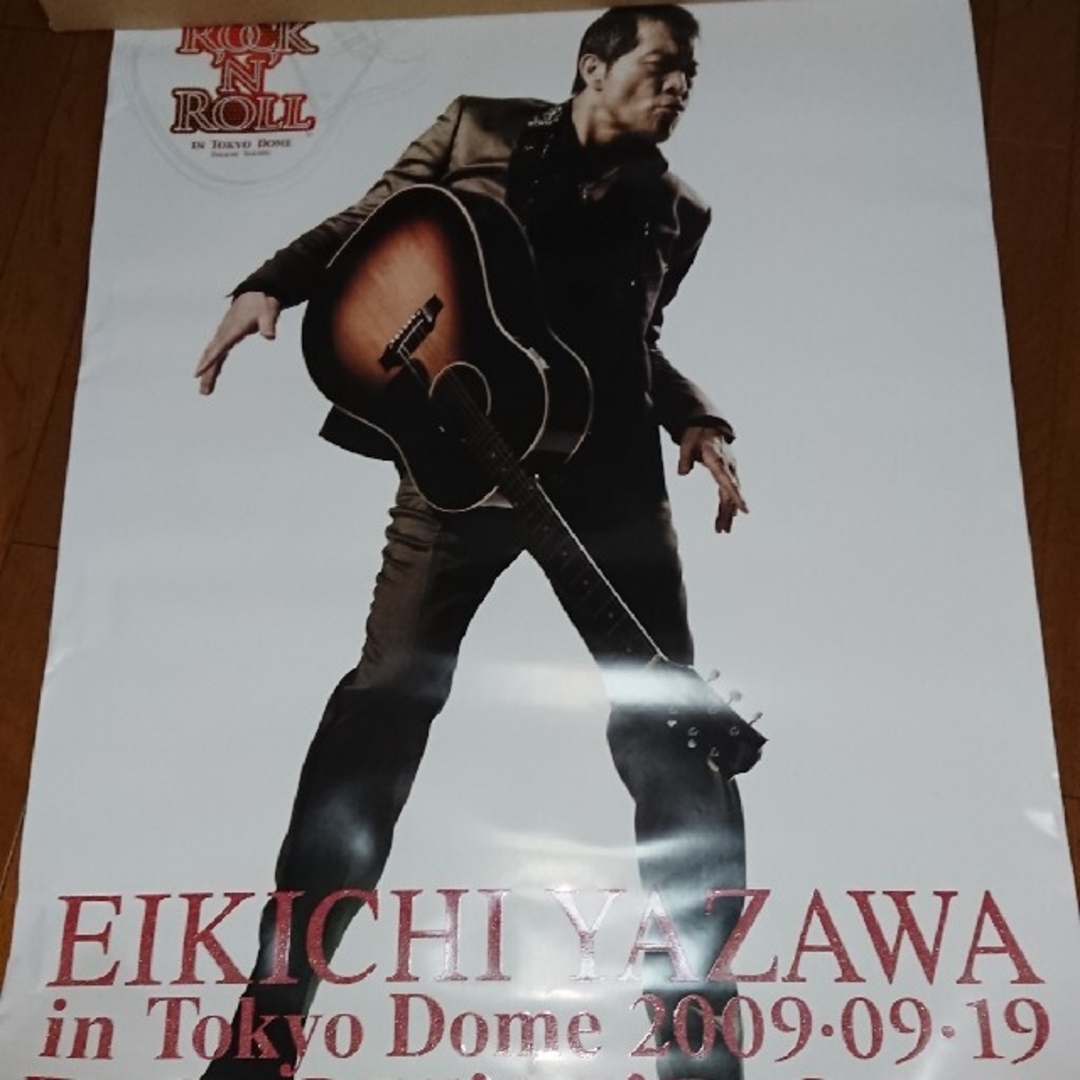 ROCK
'N'
ROLL
IN TOKYO DOME
EIKICHI YAZAWA
in Tokyo Dome 2009·09·19